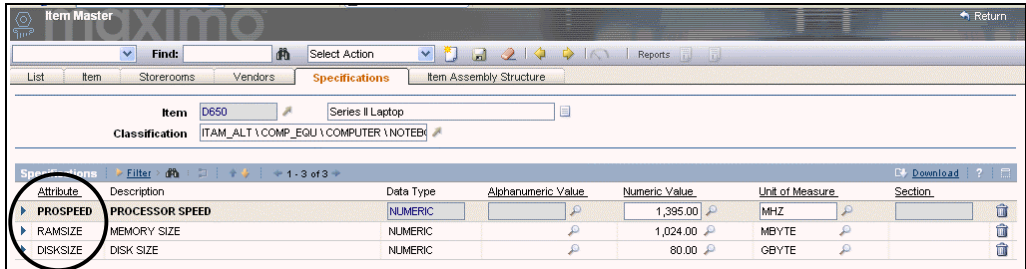 Item Master
maximo
Return
Find: Select Action Reports
List Item Storerooms Vendors Specifications Item Assembly Structure
Item D650 Series II Laptop
Classification ITAM_ALT \ COMP_EQU \ COMPUTER \ NOTEB
Specifications Filter 1 - 3 of 3 Download ?
Attribute Description Data Type Alphanumeric Value Numeric Value Unit of Measure Section
PROSPEED PROCESSOR SPEED NUMERIC 1,395.00 MHZ
RAMSIZE MEMORY SIZE NUMERIC 1,024.00 MBYTE
DISKSIZE DISK SIZE NUMERIC 80.00 GBYTE